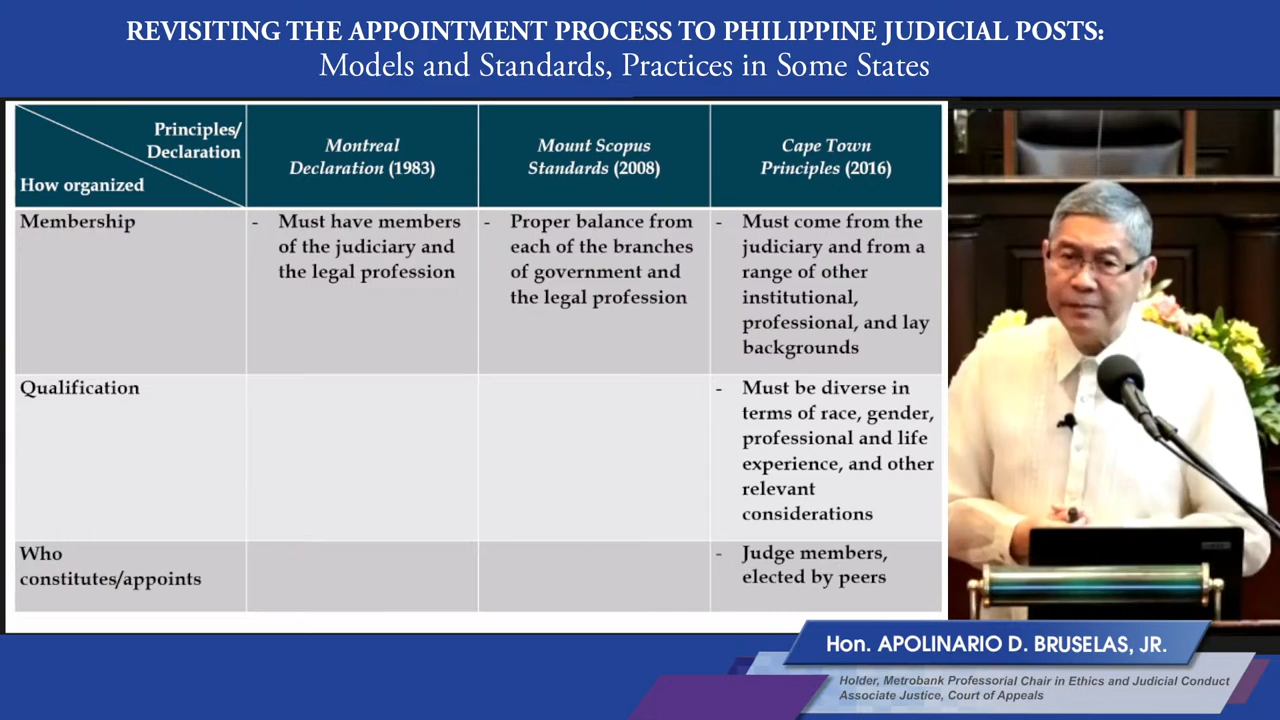 REVISITING THE APPOINTMENT PROCESS TO PHILIPPINE JUDICIAL POSTS:
Models and Standards, Practices in Some States
Principles/
Declaration
How organized
Montreal
Declaration (1983)
Mount Scopus
Standards (2008)
Cape Town
Principles (2016)
Membership
- Must have members
of the judiciary and
the legal profession
- Proper balance from
each of the branches
of government and
the legal profession
- Must come from the
judiciary and from a
range of other
institutional,
professional, and lay
backgrounds
Qualification
- Must be diverse in
terms of race, gender,
professional and life
experience, and other
relevant
considerations
Who
constitutes/appoints
- Judge members,
elected by peers
Hon. APOLINARIO D. BRUSELAS, JR.
Holder, Metrobank Professorial Chair in Ethics and Judicial Conduct
Associate Justice, Court of Appeals